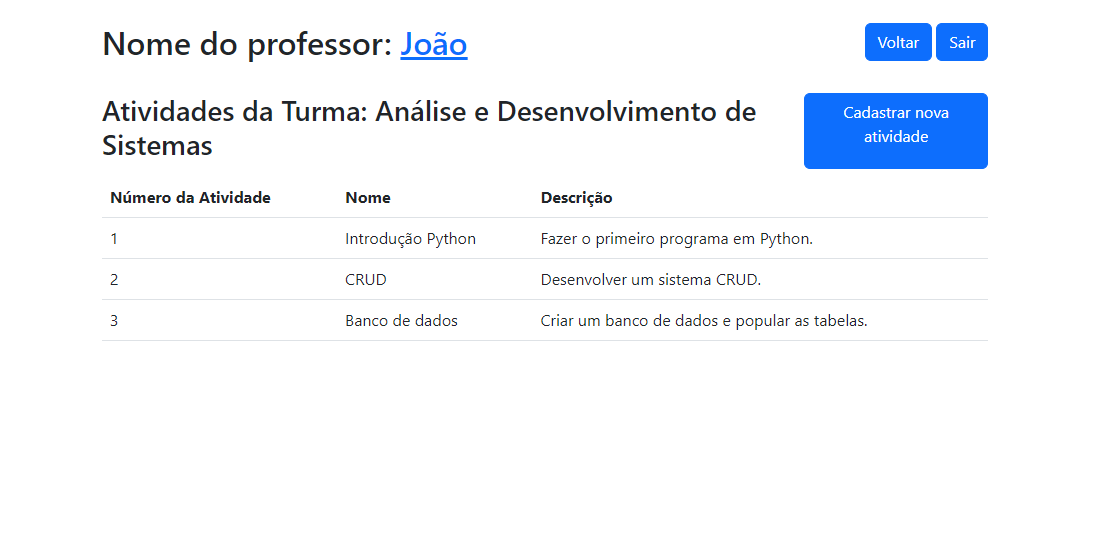 Nome do professor: João
Voltar
Sair
Atividades da Turma: Análise e Desenvolvimento de
Sistemas
Cadastrar nova
atividade
Número da Atividade Nome Descrição
1 Introdução Python Fazer o primeiro programa em Python.
2 CRUD Desenvolver um sistema CRUD.
3 Banco de dados Criar um banco de dados e popular as tabelas.